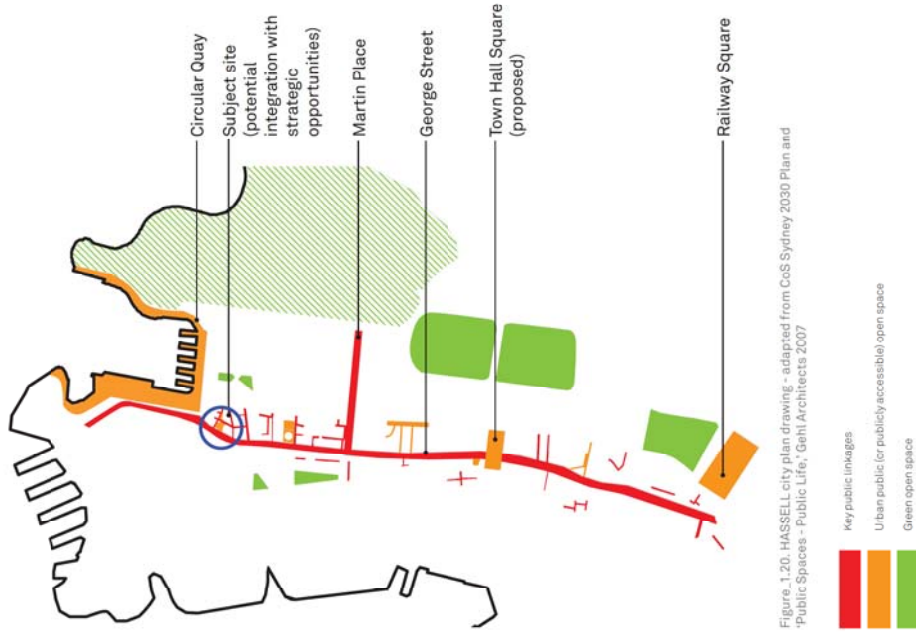 Circular Quay
Subject site
(potential
integration with
strategic
opportunities)
Martin Place
George Street
Town Hall Square
(proposed)
Railway Square
Figure_1.20. HASSELL city plan drawing - adapted from CoS Sydney 2030 Plan and
'Public Spaces - Public Life,' Gehl Architects 2007
Key public linkages
Urban public (or publicly accessible) open space
Green open space